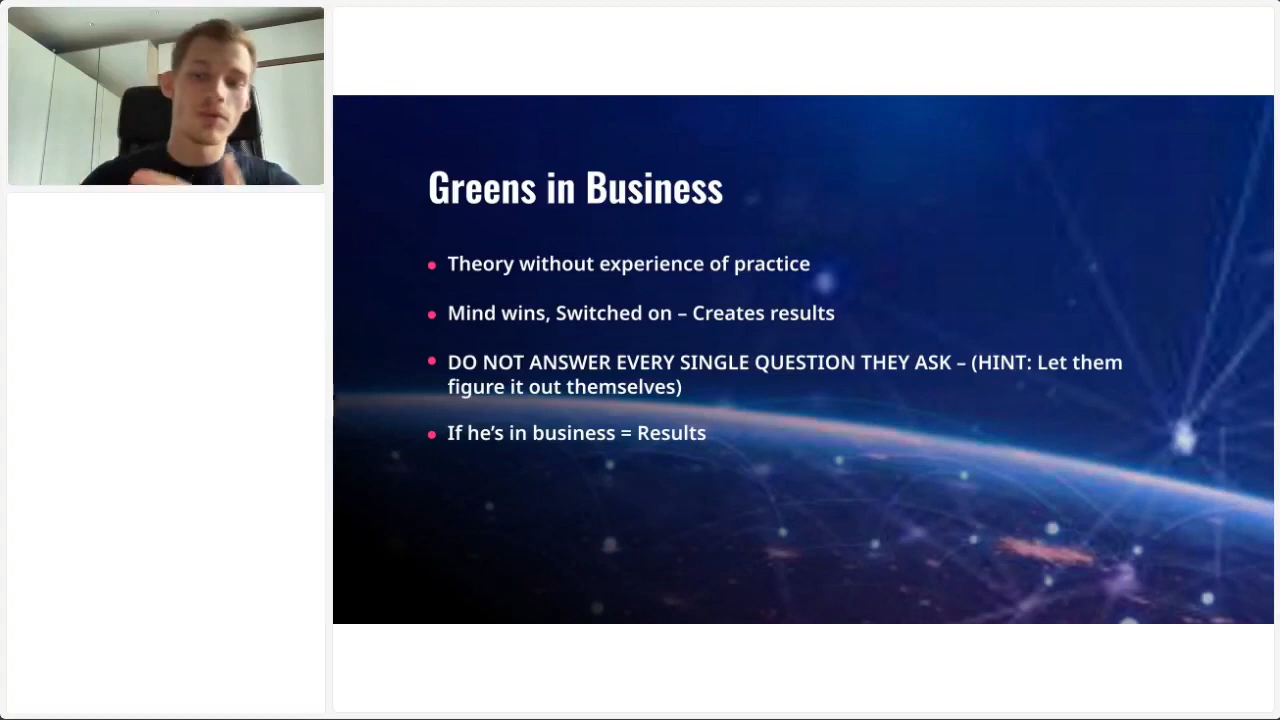 Greens in Business
Theory without experience of practice
Mind wins, Switched on – Creates results
DO NOT ANSWER EVERY SINGLE QUESTION THEY ASK – (HINT: Let them
figure it out themselves)
If he's in business = Results